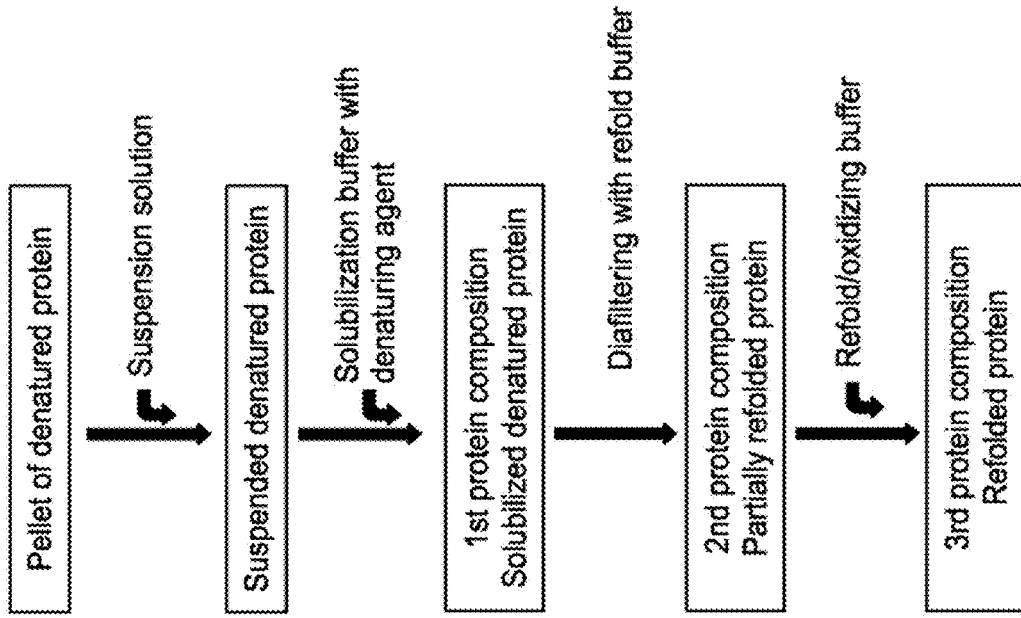 Pellet of denatured protein
Suspension solution
Suspended denatured protein
Solubilization buffer with
denaturing agent
1st protein composition
Solubilized denatured protein
Diafiltering with refold buffer
2nd protein composition
Partially refolded protein
Refold/oxidizing buffer
3rd protein composition
Refolded protein